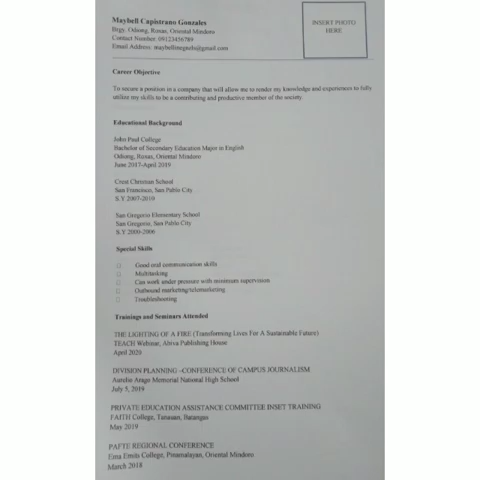 Maybell Capistrano Gonzales
Brgy. Odiong, Roxas, Oriental Mindoro
Contact Number: 09123456789
Email Address: maybellinegnels@gmail.com
INSERT PHOTO
HERE
Career Objective
To secure a position in a company that will allow me to render my knowledge and experiences to fully
utilize my skills to be a contributing and productive member of the society.
Educational Background
John Paul College
Bachelor of Secondary Education Major in English
Odiong, Roxas, Oriental Mindoro
June 2017-April 2019
Crest Christian School
San Francisco, San Pablo City
S.Y 2007-2010
San Gregorio Elementary School
San Gregorio, San Pablo City
S.Y 2000-2006
Special Skills
Good oral communication skills
Multitasking
Can work under pressure with minimum supervision
Outbound marketing/telemarketing
Troubleshooting
Trainings and Seminars Attended
THE LIGHTING OF A FIRE (Transforming Lives For A Sustainable Future)
TEACH Webinar, Abiva Publishing House
April 2020
DIVISION PLANNING -CONFERENCE OF CAMPUS JOURNALISM
Aurelio Arago Memorial National High School
July 5, 2019
PRIVATE EDUCATION ASSISTANCE COMMITTEE INSET TRAINING
FAITH College, Tanauan, Batangas
May 2019
PAFTE REGIONAL CONFERENCE
Erna Emits College, Pinamalayan, Oriental Mindoro
March 2018